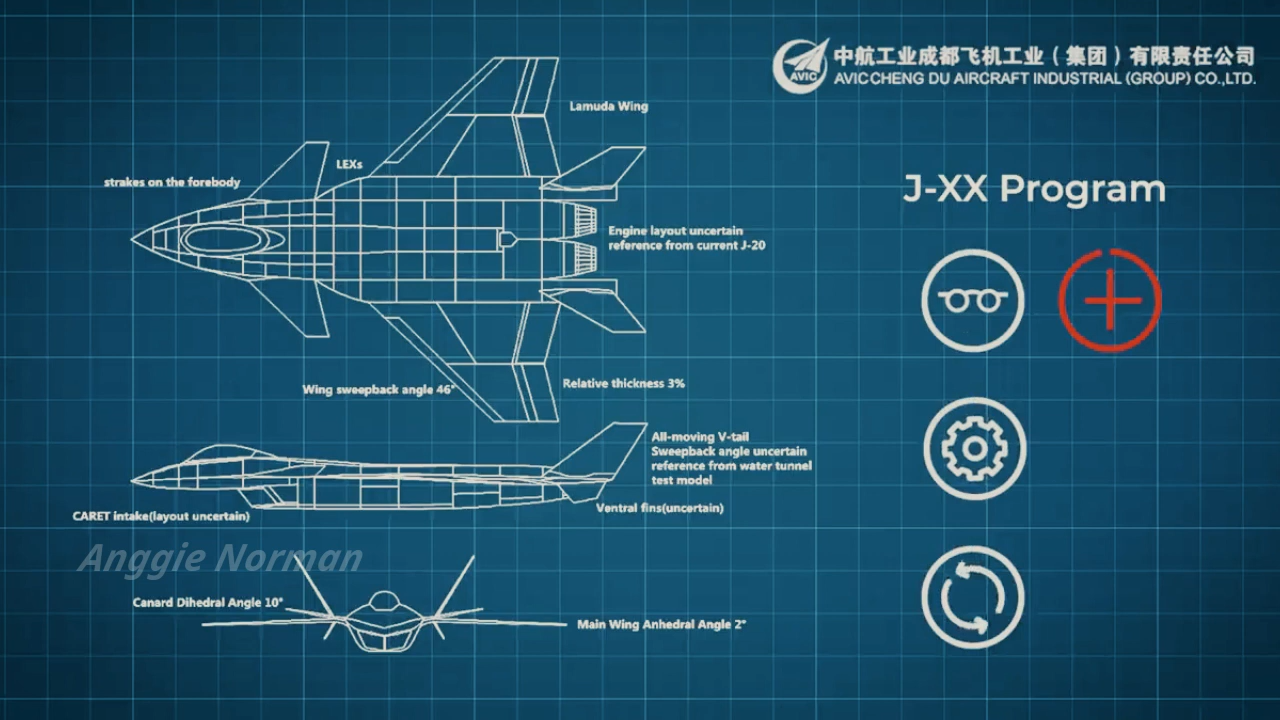 中航工业成都飞机工业（集团）有限责任公司
AVIC CHENG DU AIRCRAFT INDUSTRIAL (GROUP) CO.,LTD.
AVIC
J-XX Program
Lamuda Wing
LEXs
strakes on the forebody
Engine layout uncertain
reference from current J-20
Wing sweepback angle 46°
Relative thickness 3%
All-moving V-tail
Sweepback angle uncertain
reference from water tunnel
test model
Ventral fins(uncertain)
CARET intake(layout uncertain)
Anggie Norman
Canard Dihedral Angle 10°
Main Wing Anhedral Angle 2°